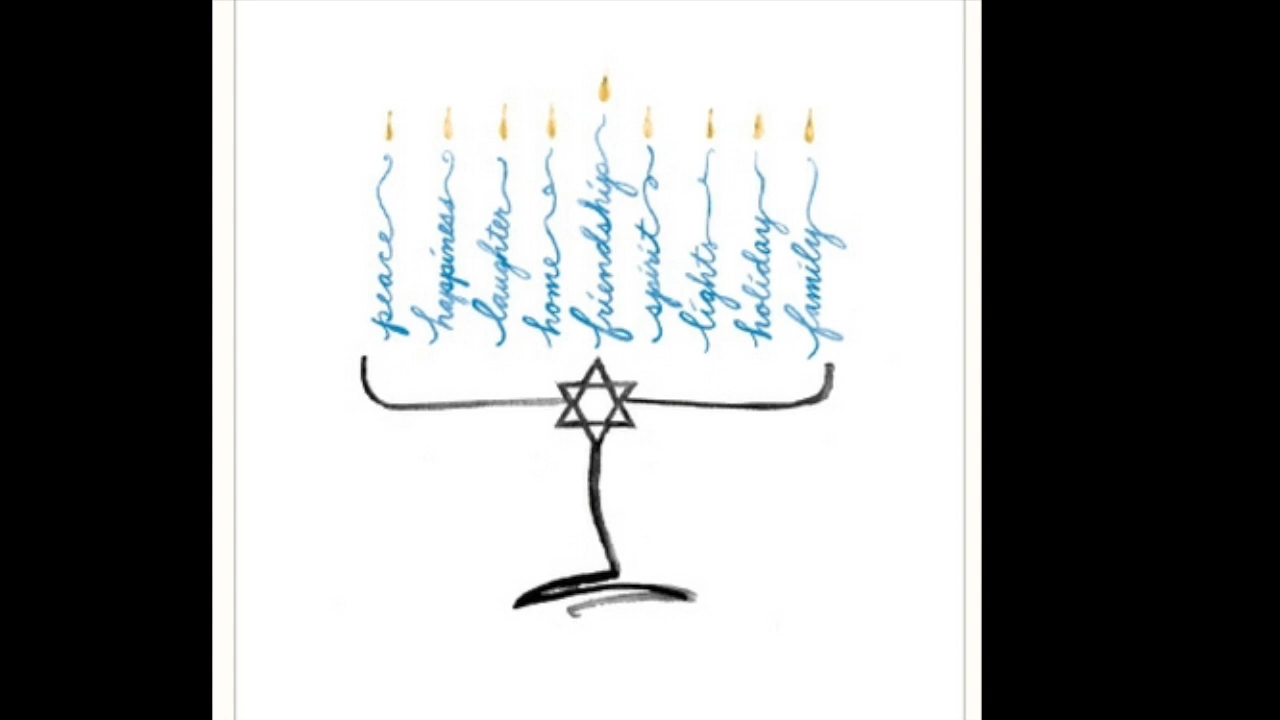 peace
happiness
laughter
home
friendship
spirit
lights
holiday
family